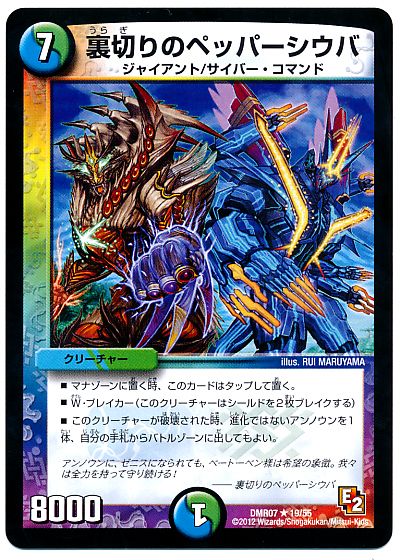 7
うら ぎ
裏切りのペッパーシウバ
ジャイアント/サイバー・コマンド
クリーチャー
illus. RUI MARUYAMA
■ マナゾーンに置く時、このカードはタップして置く。
■ W・ブレイカー(このクリーチャーはシールドを2枚ブレイクする)
■ このクリーチャーが破壊された時、進化ではないアンノウンを1
体、自分の手札からバトルゾーンに出してもよい。
アンノウンに、ゼニスになられても、ベートーベン様は希望の象徴。我々
は全力を持って守り続ける!
——裏切りのペッパーシウバ
8000
1
DMR07 ★ 19/55
©2012 Wizards/Shogakukan/Mitsui-Kids
E2